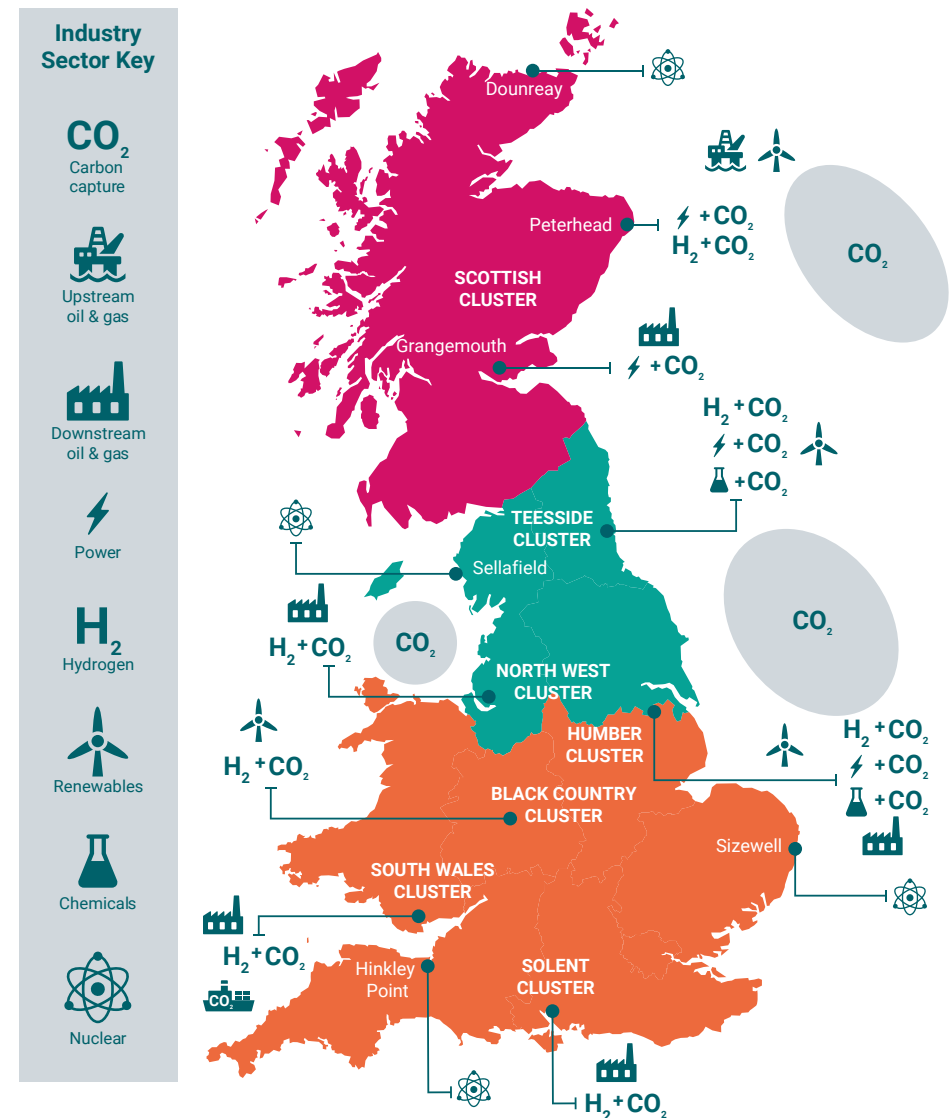 Industry
Sector Key
CO₂
Carbon
capture
Upstream
oil & gas
Downstream
oil & gas
Power
H₂
Hydrogen
Renewables
Chemicals
Nuclear
Dounreay
Peterhead
+CO₂
H₂+CO₂
CO₂
SCOTTISH
CLUSTER
Grangemouth
+CO₂
H₂+CO₂
+CO₂
+CO₂
TEESSIDE
CLUSTER
Sellafield
CO₂
CO₂
H₂+CO₂
NORTH WEST
CLUSTER
HUMBER
CLUSTER
H₂+CO₂
+CO₂
+CO₂
H₂+CO₂
BLACK COUNTRY
CLUSTER
Sizewell
SOUTH WALES
CLUSTER
H₂+CO₂
CO₂
Hinkley
Point
SOLENT
CLUSTER
H₂+CO₂